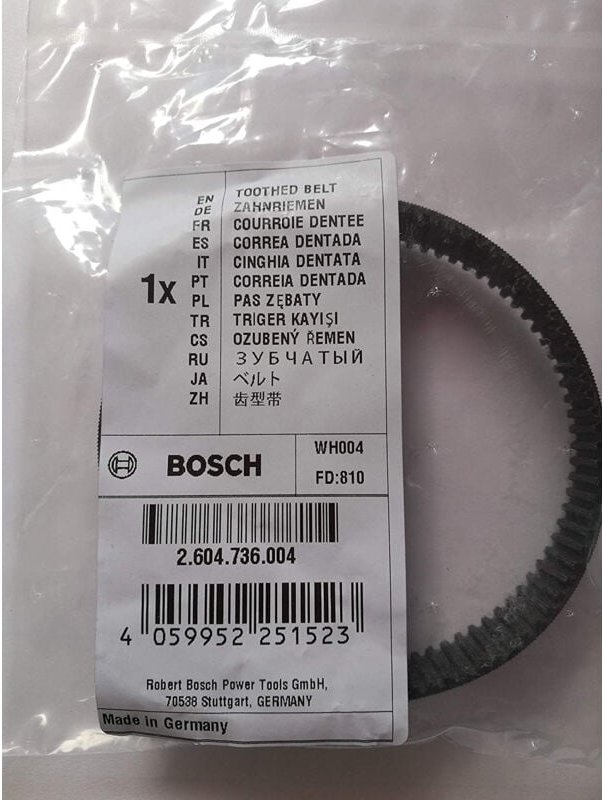 1x
EN TOOTHED BELT
DE ZAHNRIEMEN
FR COURROIE DENTEE
ES CORREA DENTADA
IT CINGHIA DENTATA
PT CORREIA DENTADA
PL PAS ZĘBATY
TR TRİGER KAYIŞI
CS OZUBENÝ ŘEMEN
RU ЗУБЧАТЫЙ
JA ベルト
ZH 齿型带
BOSCH
WH004
FD:810
2.604.736.004
4 059952 251523
Robert Bosch Power Tools GmbH,
70538 Stuttgart, GERMANY
Made in Germany